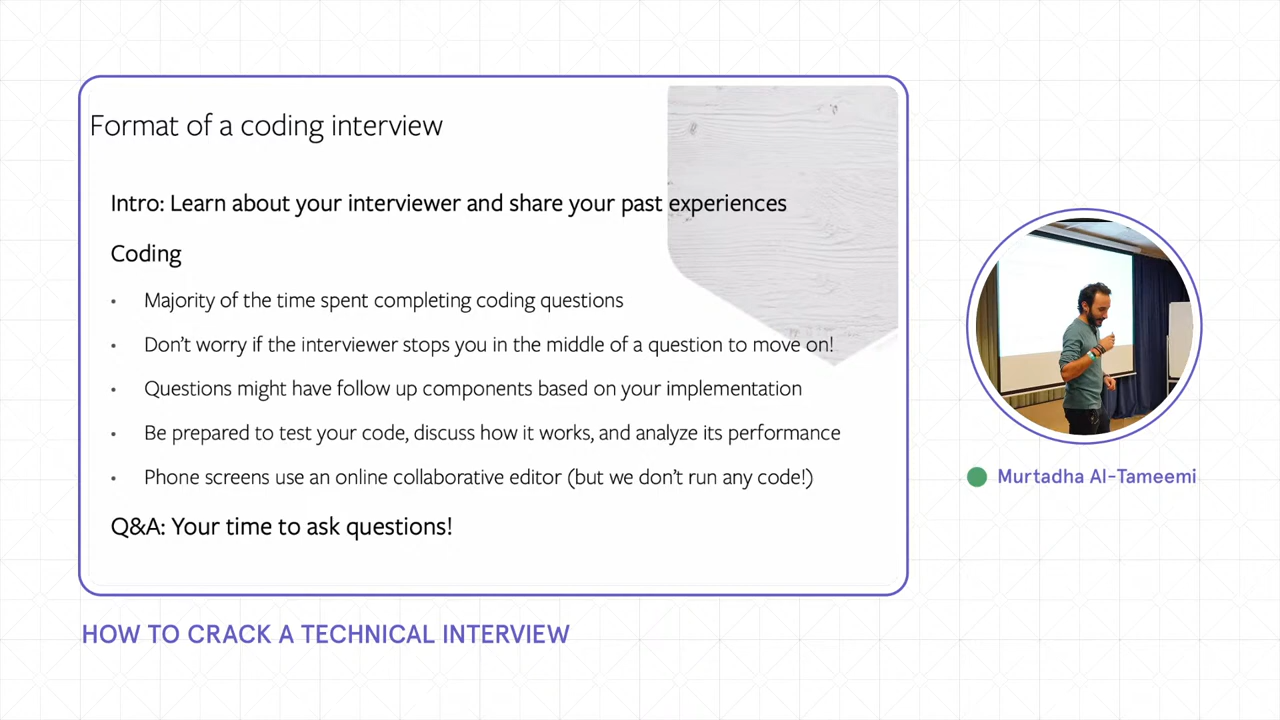 Format of a coding interview
Intro: Learn about your interviewer and share your past experiences
Coding
• Majority of the time spent completing coding questions
• Don't worry if the interviewer stops you in the middle of a question to move on!
• Questions might have follow up components based on your implementation
• Be prepared to test your code, discuss how it works, and analyze its performance
• Phone screens use an online collaborative editor (but we don't run any code!)
Q&A: Your time to ask questions!
Murtadha Al-Tameemi
HOW TO CRACK A TECHNICAL INTERVIEW